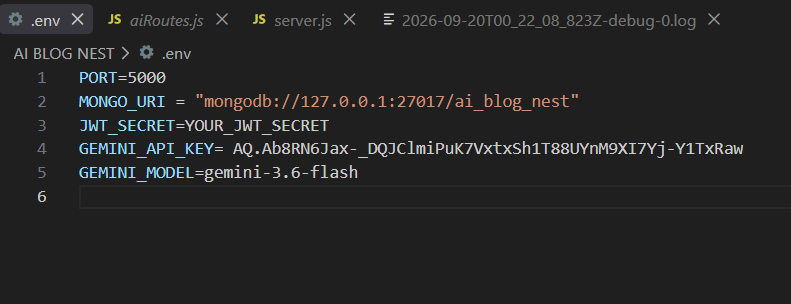 .env aiRoutes.js server.js 2026-09-20T00_22_08_823Z-debug-0.log
AI BLOG NEST > .env
1 PORT=5000
2 MONGO_URI = "mongodb://127.0.0.1:27017/ai_blog_nest"
3 JWT_SECRET=YOUR_JWT_SECRET
4 GEMINI_API_KEY= AQ.Ab8RN6Jax-_DQJClmiPuK7VxtxSh1T88UYnM9XI7Yj-Y1TxRaw
5 GEMINI_MODEL=gemini-3.6-flash
6